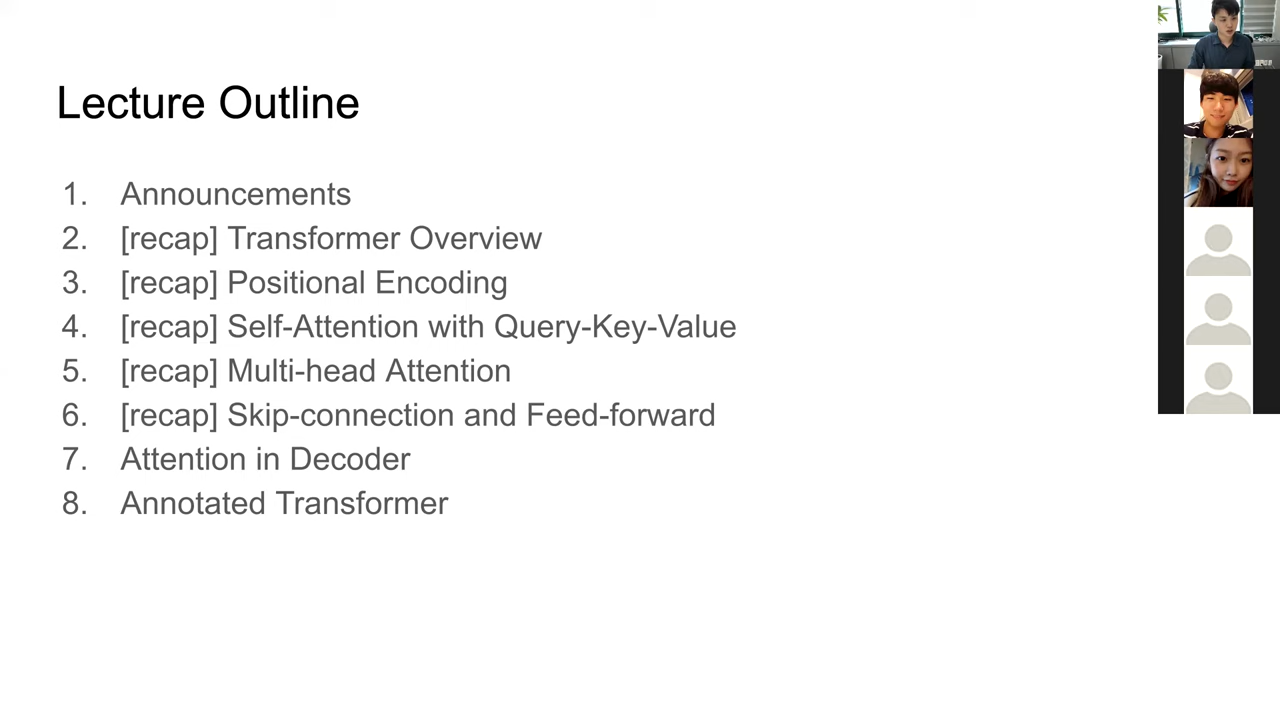 Lecture Outline
1. Announcements
2. [recap] Transformer Overview
3. [recap] Positional Encoding
4. [recap] Self-Attention with Query-Key-Value
5. [recap] Multi-head Attention
6. [recap] Skip-connection and Feed-forward
7. Attention in Decoder
8. Annotated Transformer